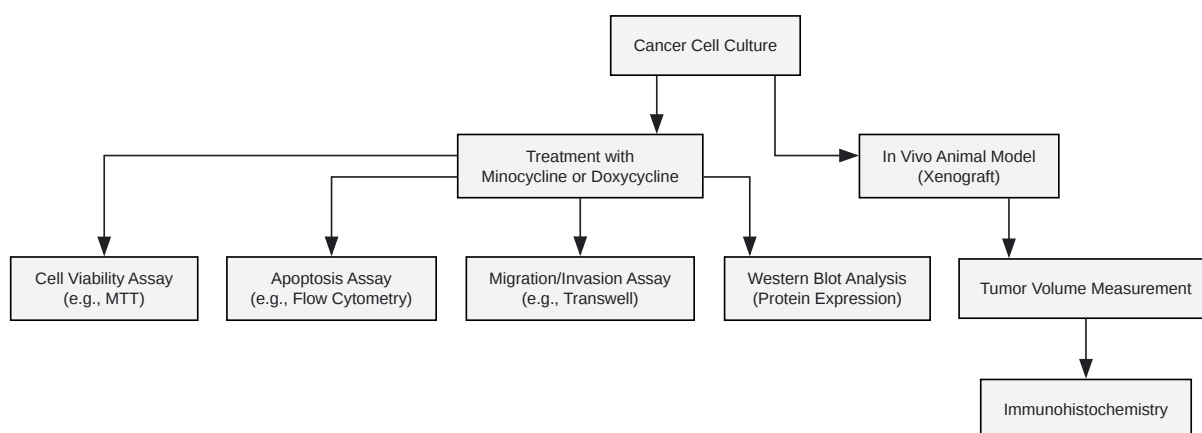 Cancer Cell Culture
Treatment with
Minocycline or Doxycycline
In Vivo Animal Model
(Xenograft)
Cell Viability Assay
(e.g., MTT)
Apoptosis Assay
(e.g., Flow Cytometry)
Migration/Invasion Assay
(e.g., Transwell)
Western Blot Analysis
(Protein Expression)
Tumor Volume Measurement
Immunohistochemistry